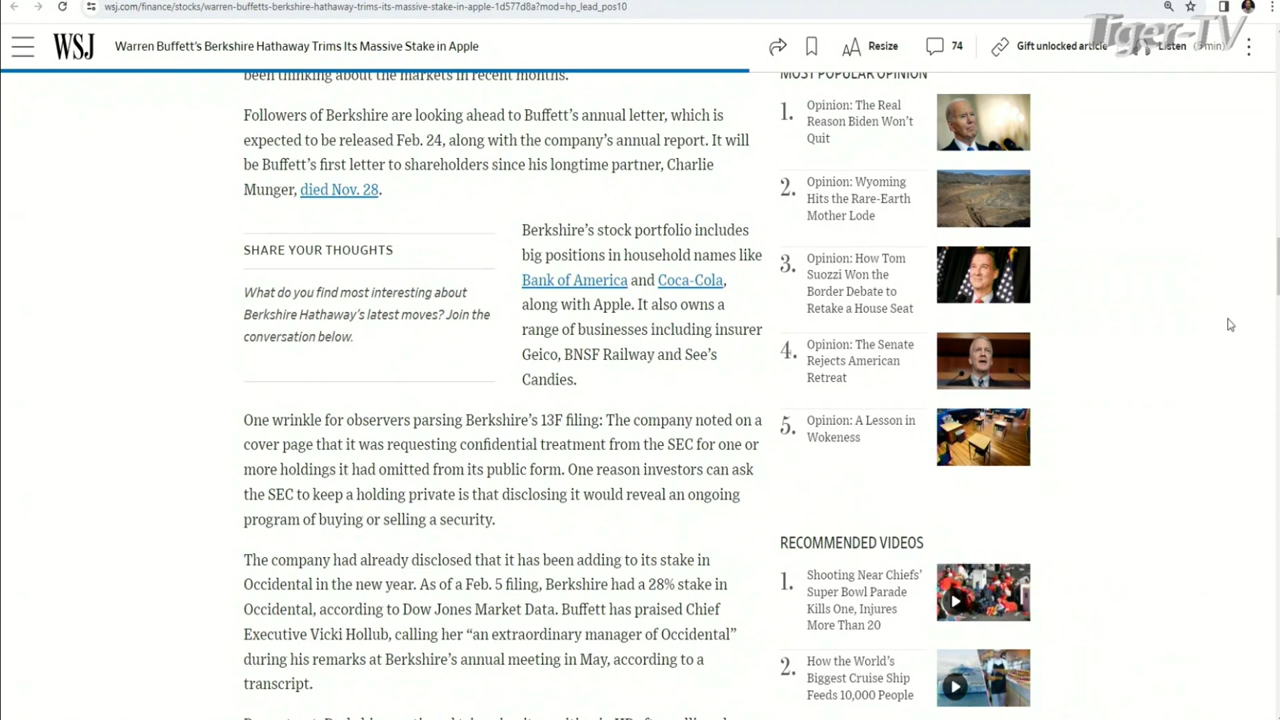 wsj.com/finance/stocks/warren-buffetts-berkshire-hathaway-trims-its-massive-stake-in-apple-1d577d8a?mod=hp_lead_pos10
WSJ
Warren Buffett's Berkshire Hathaway Trims Its Massive Stake in Apple
Resize
74
Gift unlocked article
Listen
(5 min)
Tiger-TV
been thinking about the markets in recent months.
Followers of Berkshire are looking ahead to Buffett's annual letter, which is
expected to be released Feb. 24, along with the company's annual report. It will
be Buffett's first letter to shareholders since his longtime partner, Charlie
Munger, died Nov. 28.
SHARE YOUR THOUGHTS
What do you find most interesting about
Berkshire Hathaway's latest moves? Join the
conversation below.
Berkshire's stock portfolio includes
big positions in household names like
Bank of America and Coca-Cola,
along with Apple. It also owns a
range of businesses including insurer
Geico, BNSF Railway and See's
Candies.
One wrinkle for observers parsing Berkshire's 13F filing: The company noted on a
cover page that it was requesting confidential treatment from the SEC for one or
more holdings it had omitted from its public form. One reason investors can ask
the SEC to keep a holding private is that disclosing it would reveal an ongoing
program of buying or selling a security.
The company had already disclosed that it has been adding to its stake in
Occidental in the new year. As of a Feb. 5 filing, Berkshire had a 28% stake in
Occidental, according to Dow Jones Market Data. Buffett has praised Chief
Executive Vicki Hollub, calling her “an extraordinary manager of Occidental”
during his remarks at Berkshire's annual meeting in May, according to a
transcript.
MOST POPULAR OPINION
1.
Opinion: The Real
Reason Biden Won't
Quit
2.
Opinion: Wyoming
Hits the Rare-Earth
Mother Lode
3.
Opinion: How Tom
Suozzi Won the
Border Debate to
Retake a House Seat
4.
Opinion: The Senate
Rejects American
Retreat
5.
Opinion: A Lesson in
Wokeness
RECOMMENDED VIDEOS
1.
Shooting Near Chiefs'
Super Bowl Parade
Kills One, Injures
More Than 20
2.
How the World's
Biggest Cruise Ship
Feeds 10,000 People